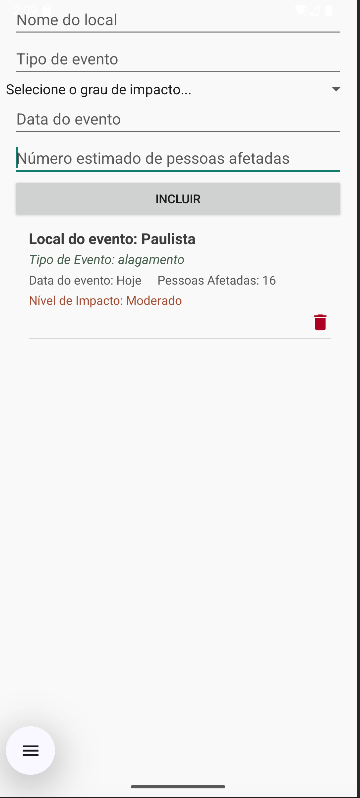 Nome do local
Tipo de evento
Selecione o grau de impacto...
Data do evento
Número estimado de pessoas afetadas
INCLUIR
Local do evento: Paulista
Tipo de Evento: alagamento
Data do evento: Hoje Pessoas Afetadas: 16
Nível de Impacto: Moderado